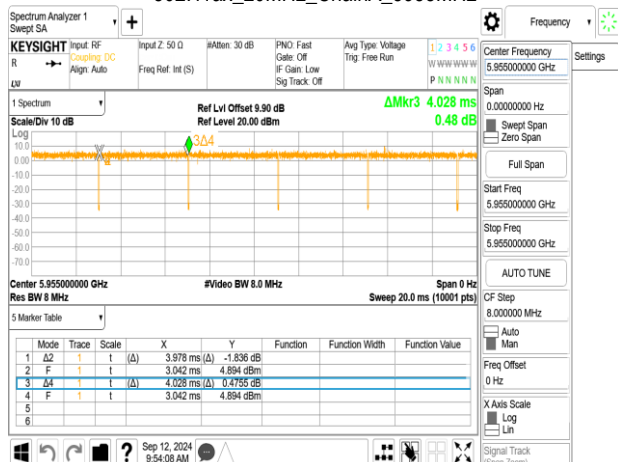 Spectrum Analyzer 1
Swept SA
KEYSIGHT Input: RF
Coupling: DC
Align: Auto
R
LXI
Input Z: 50 Ω
Freq Ref: Int (S)
#Atten: 30 dB
PNO: Fast
Gate: Off
IF Gain: Low
Sig Track: Off
Avg Type: Voltage
Trig: Free Run
1 2 3 4 5 6
W W W W W W
P N N N N N
1 Spectrum
Scale/Div 10 dB
Ref Lvl Offset 9.90 dB
Ref Level 20.00 dBm
ΔMkr3 4.028 ms
0.48 dB
Log
10.0
0.00
-10.0
-20.0
-30.0
-40.0
-50.0
-60.0
-70.0
3Δ4
Center 5.955000000 GHz
#Video BW 8.0 MHz
Span 0 Hz
Res BW 8 MHz
Sweep 20.0 ms (10001 pts)
5 Marker Table
Mode Trace Scale X Y Function Function Width Function Value
1 Δ2 1 t (Δ) 3.978 ms (Δ) -1.836 dB
2 F 1 t 3.042 ms 4.894 dBm
3 Δ4 1 t (Δ) 4.028 ms (Δ) 0.4755 dB
4 F 1 t 3.042 ms 4.894 dBm
5
6
Sep 12, 2024
9:54:08 AM
Frequency
Settings
Center Frequency
5.955000000 GHz
Span
0.00000000 Hz
Swept Span
Zero Span
Full Span
Start Freq
5.955000000 GHz
Stop Freq
5.955000000 GHz
AUTO TUNE
CF Step
8.000000 MHz
Auto
Man
Freq Offset
0 Hz
X Axis Scale
Log
Lin
Signal Track